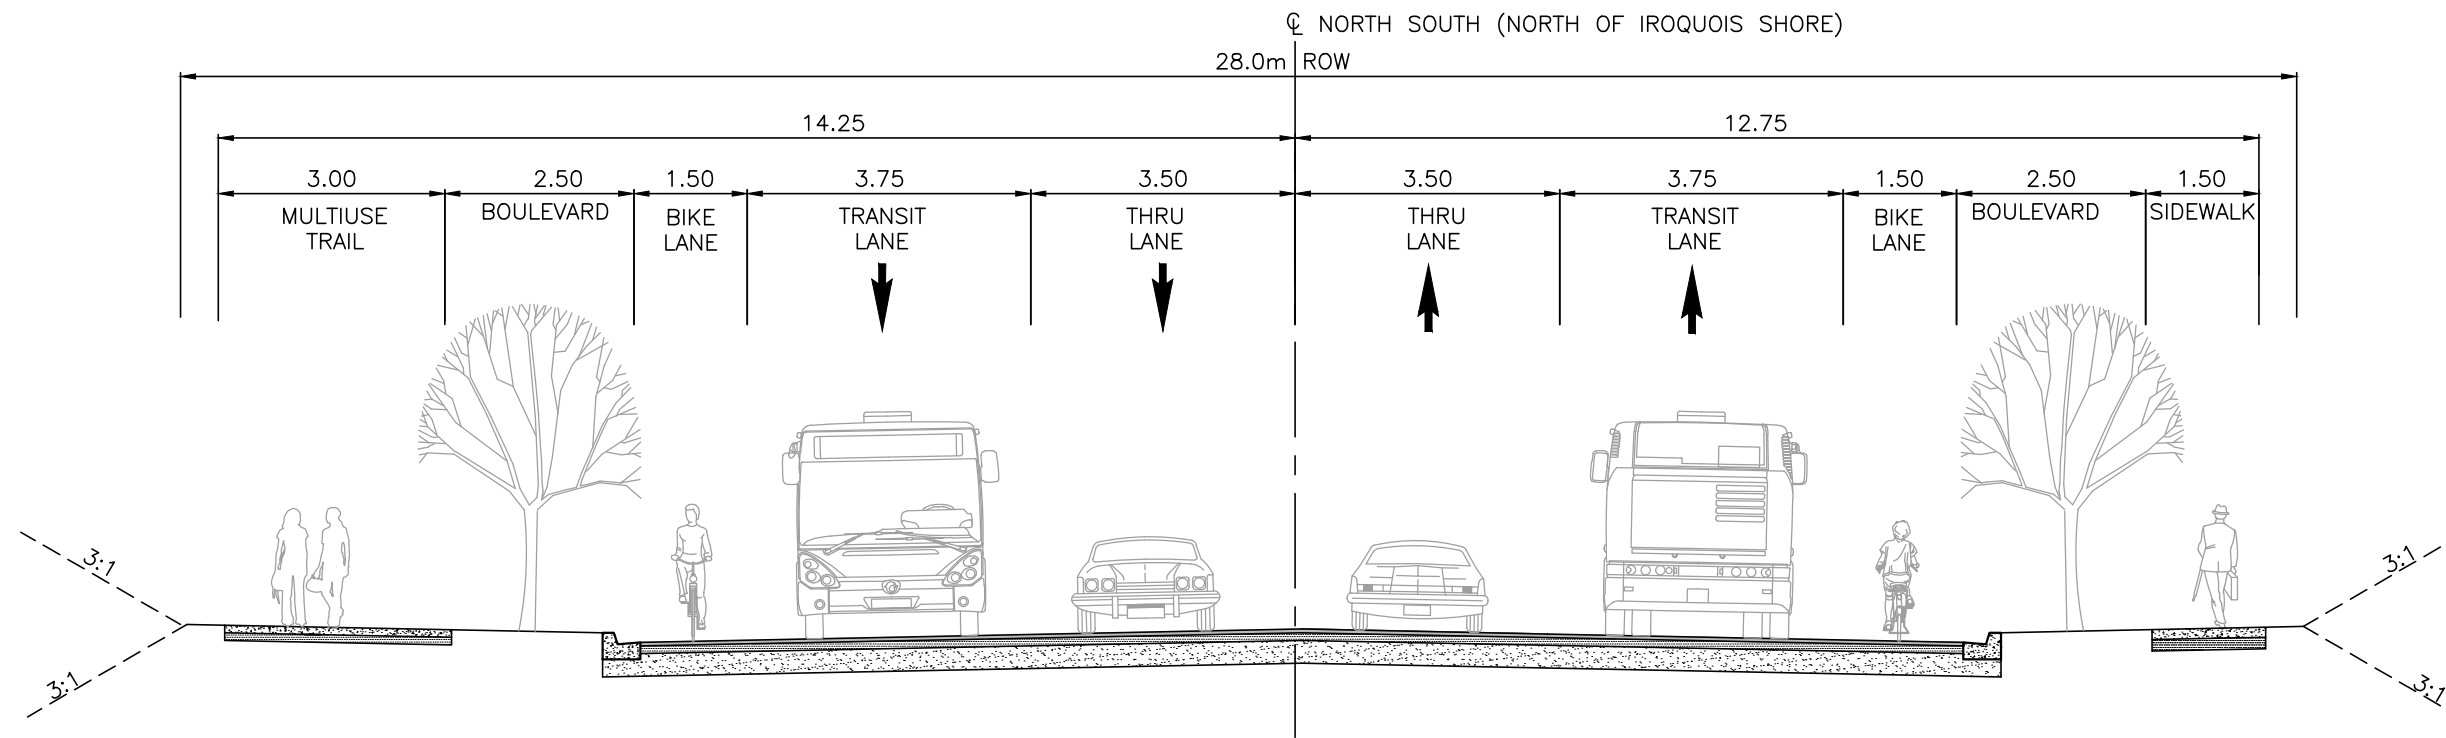 ℄ NORTH SOUTH (NORTH OF IROQUOIS SHORE)
28.0m ROW
14.25 12.75
3.00 2.50 1.50 3.75 3.50 3.50 3.75 1.50 2.50 1.50
MULTIUSE
TRAIL
BOULEVARD
BIKE
LANE
TRANSIT
LANE
THRU
LANE
THRU
LANE
TRANSIT
LANE
BIKE
LANE
BOULEVARD
SIDEWALK
3:1
3:1
3:1
3:1